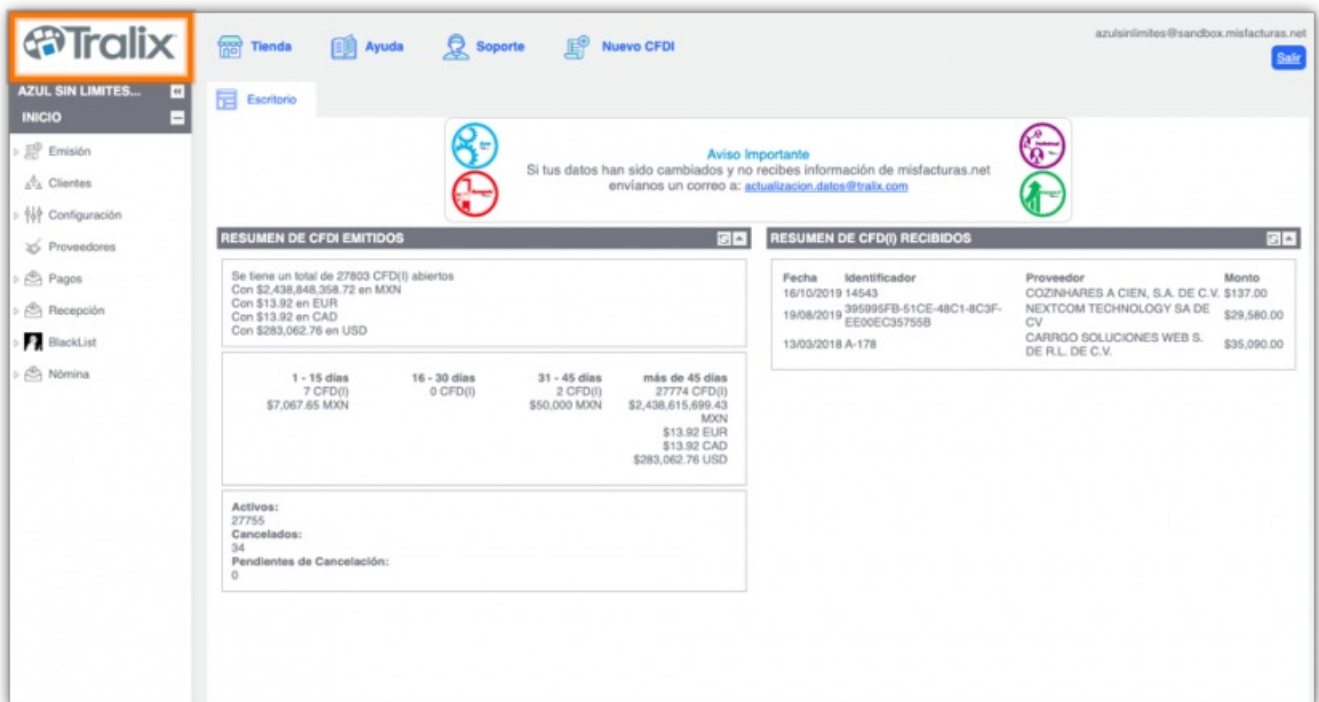 Tralix
Tienda
Ayuda
Soporte
Nuevo CFDI
azulsinlimites@sandbox.misfacturas.net
Salir
AZUL SIN LIMITES...
INICIO
Emisión
Clientes
Configuración
Proveedores
Pagos
Recepción
BlackList
Nómina
Escritorio
Aviso Importante
Si tus datos han sido cambiados y no recibes información de misfacturas.net
envíanos un correo a: actualizacion.datos@tralix.com
RESUMEN DE CFDI EMITIDOS
Se tiene un total de 27803 CFD(I) abiertos
Con $2,438,848,358.72 en MXN
Con $13.92 en EUR
Con $13.92 en CAD
Con $283,062.76 en USD
1 - 15 días 16 - 30 días 31 - 45 días más de 45 días
7 CFD(I) 0 CFD(I) 2 CFD(I) 27774 CFD(I)
$7,067.65 MXN $50,000 MXN $2,438,615,699.43
MXN
$13.92 EUR
$13.92 CAD
$283,062.76 USD
Activos:
27755
Cancelados:
34
Pendientes de Cancelación:
0
RESUMEN DE CFD(I) RECIBIDOS
Fecha Identificador Proveedor Monto
16/10/2019 14543 COZINHARES A CIEN, S.A. DE C.V. $137.00
19/08/2019 395995FB-51CE-48C1-8C3F-EE00EC35755B NEXTCOM TECHNOLOGY SA DE CV $29,580.00
13/03/2018 A-178 CARRGO SOLUCIONES WEB S. DE R.L. DE C.V. $35,090.00